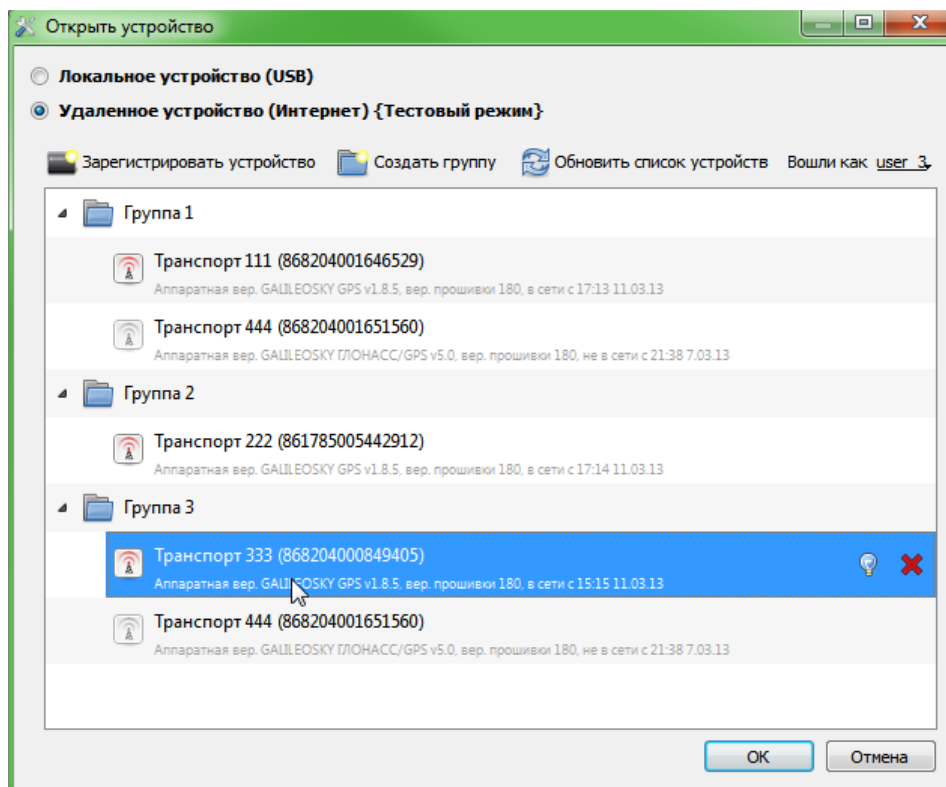 Открыть устройство
Локальное устройство (USB)
Удаленное устройство (Интернет) {Тестовый режим}
Зарегистрировать устройство Создать группу Обновить список устройств Вошли как user_3
Группа 1
Транспорт 111 (868204001646529)
Аппаратная вер. GALILEOSKY GPS v1.8.5, вер. прошивки 180, в сети с 17:13 11.03.13
Транспорт 444 (868204001651560)
Аппаратная вер. GALILEOSKY ГЛОНАСС/GPS v5.0, вер. прошивки 180, не в сети с 21:38 7.03.13
Группа 2
Транспорт 222 (861785005442912)
Аппаратная вер. GALILEOSKY GPS v1.8.5, вер. прошивки 180, в сети с 17:14 11.03.13
Группа 3
Транспорт 333 (868204000849405)
Аппаратная вер. GALILEOSKY GPS v1.8.5, вер. прошивки 180, в сети с 15:15 11.03.13
Транспорт 444 (868204001651560)
Аппаратная вер. GALILEOSKY ГЛОНАСС/GPS v5.0, вер. прошивки 180, не в сети с 21:38 7.03.13
OK Отмена